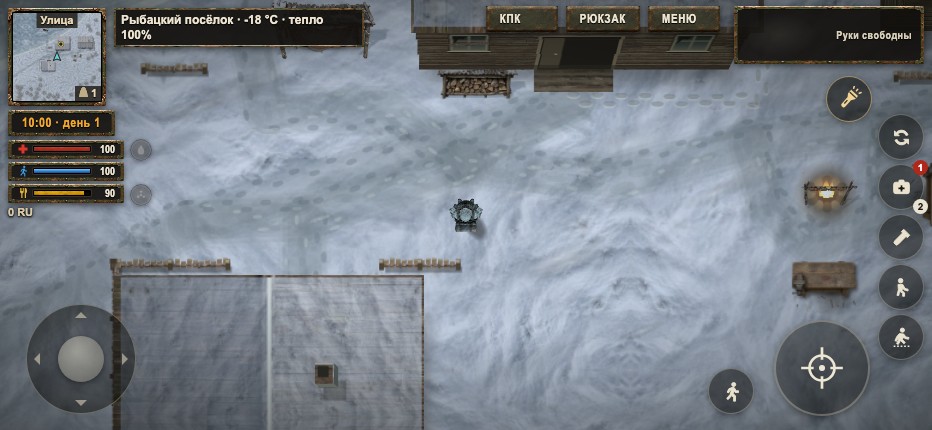 Улица
1
Рыбацкий посёлок · -18 °C · тепло
100%
КПК
РЮКЗАК
МЕНЮ
Руки свободны
10:00 · день 1
100
100
90
0 RU
1
2